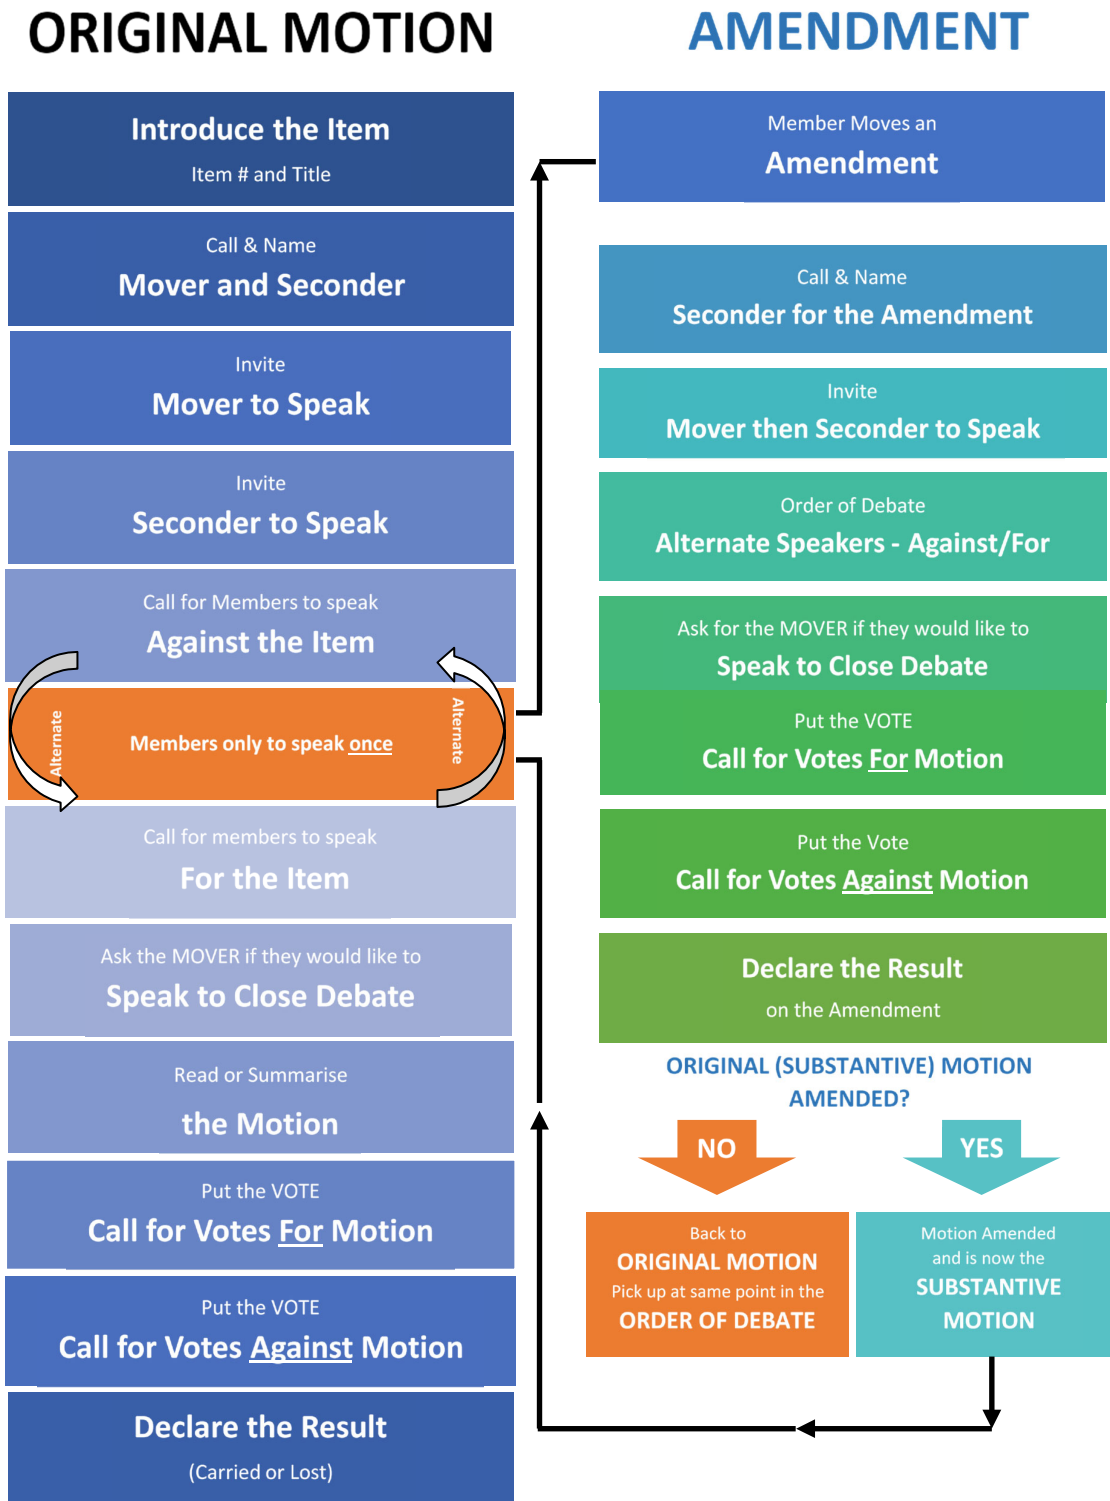 ORIGINAL MOTION
Introduce the Item
Item # and Title
Call & Name
Mover and Seconder
Invite
Mover to Speak
Invite
Seconder to Speak
Call for Members to speak
Against the Item
Alternate
Members only to speak once
Alternate
Call for members to speak
For the Item
Ask the MOVER if they would like to
Speak to Close Debate
Read or Summarise
the Motion
Put the VOTE
Call for Votes For Motion
Put the VOTE
Call for Votes Against Motion
Declare the Result
(Carried or Lost)
AMENDMENT
Member Moves an
Amendment
Call & Name
Seconder for the Amendment
Invite
Mover then Seconder to Speak
Order of Debate
Alternate Speakers - Against/For
Ask for the MOVER if they would like to
Speak to Close Debate
Put the VOTE
Call for Votes For Motion
Put the Vote
Call for Votes Against Motion
Declare the Result
on the Amendment
ORIGINAL (SUBSTANTIVE) MOTION
AMENDED?
NO
Back to
ORIGINAL MOTION
Pick up at same point in the
ORDER OF DEBATE
YES
Motion Amended
and is now the
SUBSTANTIVE
MOTION